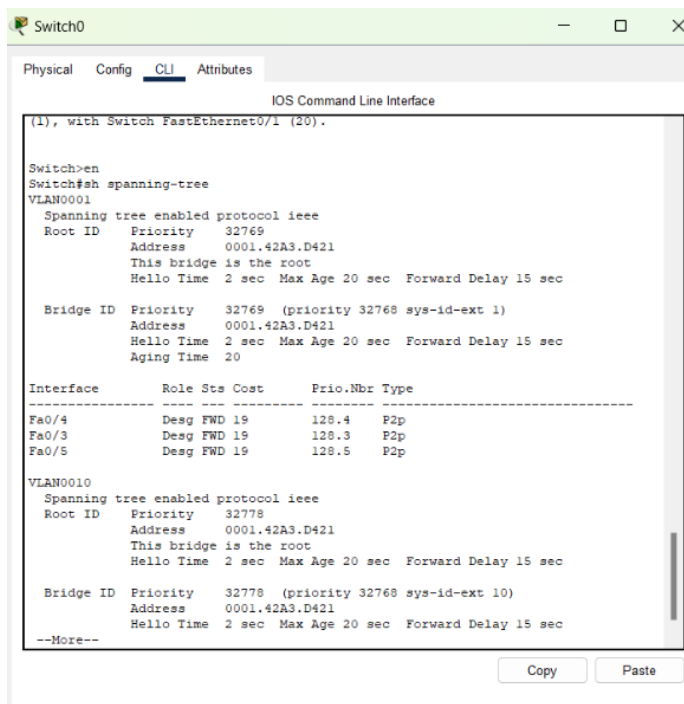 Switch0
Physical Config CLI Attributes
IOS Command Line Interface
(1), with Switch FastEthernet0/1 (20).
Switch>en
Switch#sh spanning-tree
VLAN0001
  Spanning tree enabled protocol ieee
  Root ID    Priority    32769
             Address     0001.42A3.D421
             This bridge is the root
             Hello Time  2 sec  Max Age 20 sec  Forward Delay 15 sec
  Bridge ID  Priority    32769  (priority 32768 sys-id-ext 1)
             Address     0001.42A3.D421
             Hello Time  2 sec  Max Age 20 sec  Forward Delay 15 sec
             Aging Time  20
Interface        Role Sts Cost      Prio.Nbr Type
---------------- ---- --- --------- -------- --------------------------------
Fa0/4            Desg FWD 19        128.4    P2p
Fa0/3            Desg FWD 19        128.3    P2p
Fa0/5            Desg FWD 19        128.5    P2p
VLAN0010
  Spanning tree enabled protocol ieee
  Root ID    Priority    32778
             Address     0001.42A3.D421
             This bridge is the root
             Hello Time  2 sec  Max Age 20 sec  Forward Delay 15 sec
  Bridge ID  Priority    32778  (priority 32768 sys-id-ext 10)
             Address     0001.42A3.D421
             Hello Time  2 sec  Max Age 20 sec  Forward Delay 15 sec
 --More--
Copy Paste